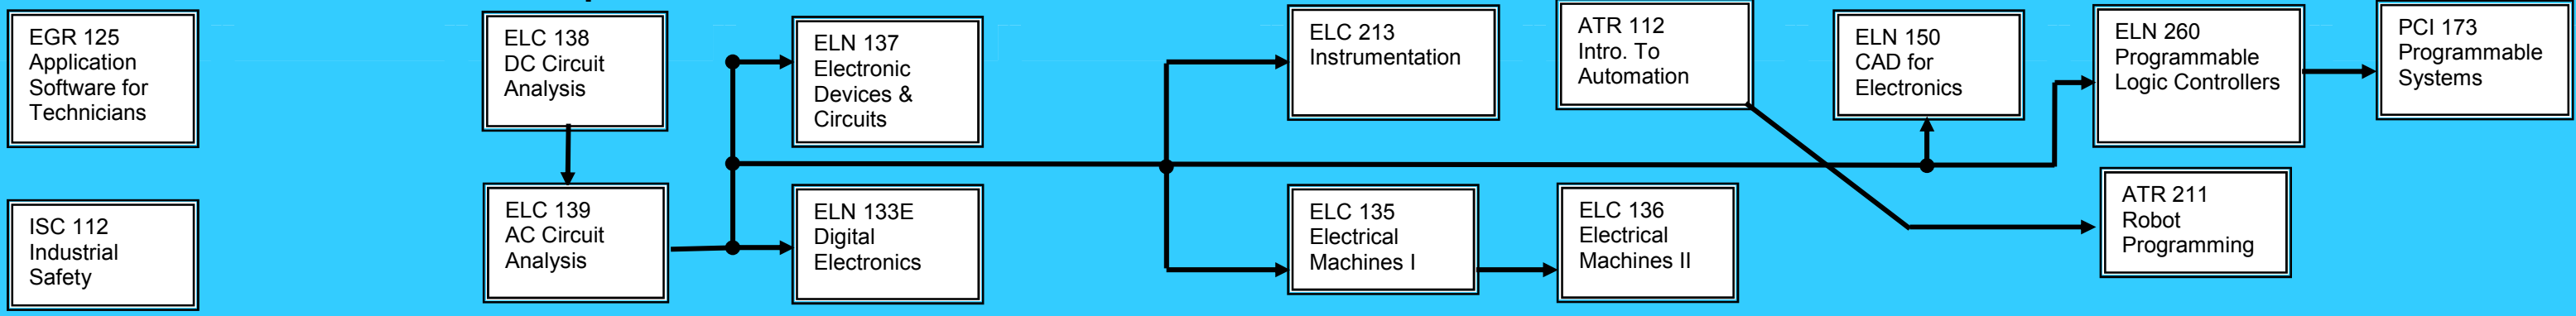 EGR 125
Application
Software for
Technicians
ISC 112
Industrial
Safety
ELC 138
DC Circuit
Analysis
ELC 139
AC Circuit
Analysis
ELN 137
Electronic
Devices &
Circuits
ELN 133E
Digital
Electronics
ELC 213
Instrumentation
ELC 135
Electrical
Machines I
ATR 112
Intro. To
Automation
ELC 136
Electrical
Machines II
ELN 150
CAD for
Electronics
ELN 260
Programmable
Logic Controllers
ATR 211
Robot
Programming
PCI 173
Programmable
Systems